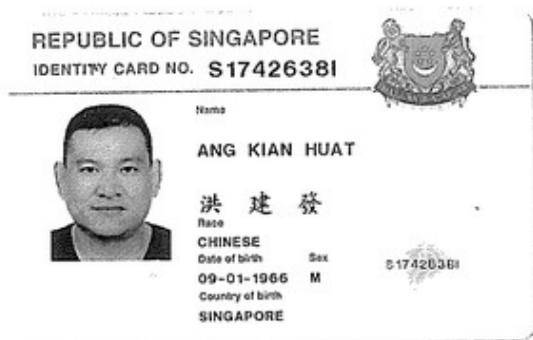 REPUBLIC OF SINGAPORE
IDENTITY CARD NO. S1742638I
Name
ANG KIAN HUAT
洪建發
Race
CHINESE
Date of birth Sex
09-01-1966 M
S1742638I
Country of birth
SINGAPORE